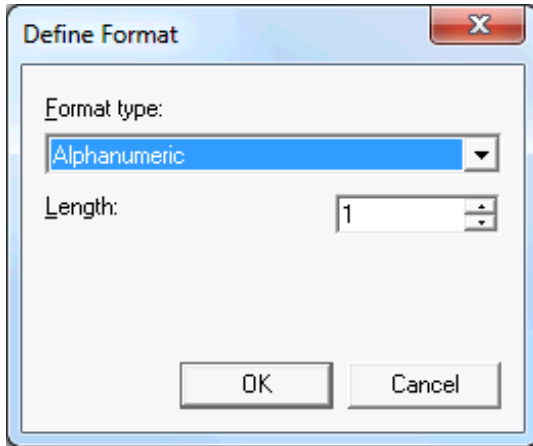 Define Format
Format type:
Alphanumeric
Length:
1
OK
Cancel